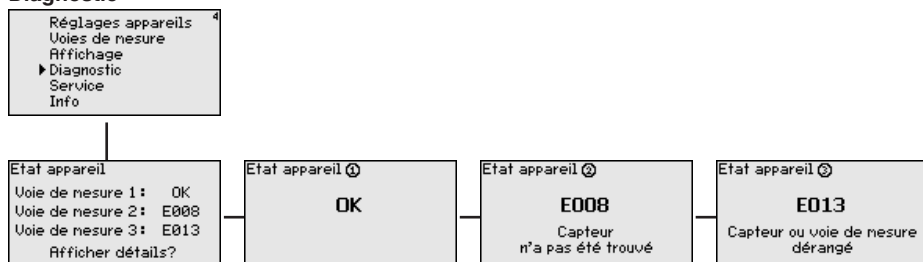 Diagnostic
Réglages appareils 4
Voies de mesure
Affichage
Diagnostic
Service
Info
Etat appareil
Voie de mesure 1: OK
Voie de mesure 2: E008
Voie de mesure 3: E013
Afficher détails?
Etat appareil ①
OK
Etat appareil ②
E008
Capteur
n'a pas été trouvé
Etat appareil ③
E013
Capteur ou voie de mesure
dérangé